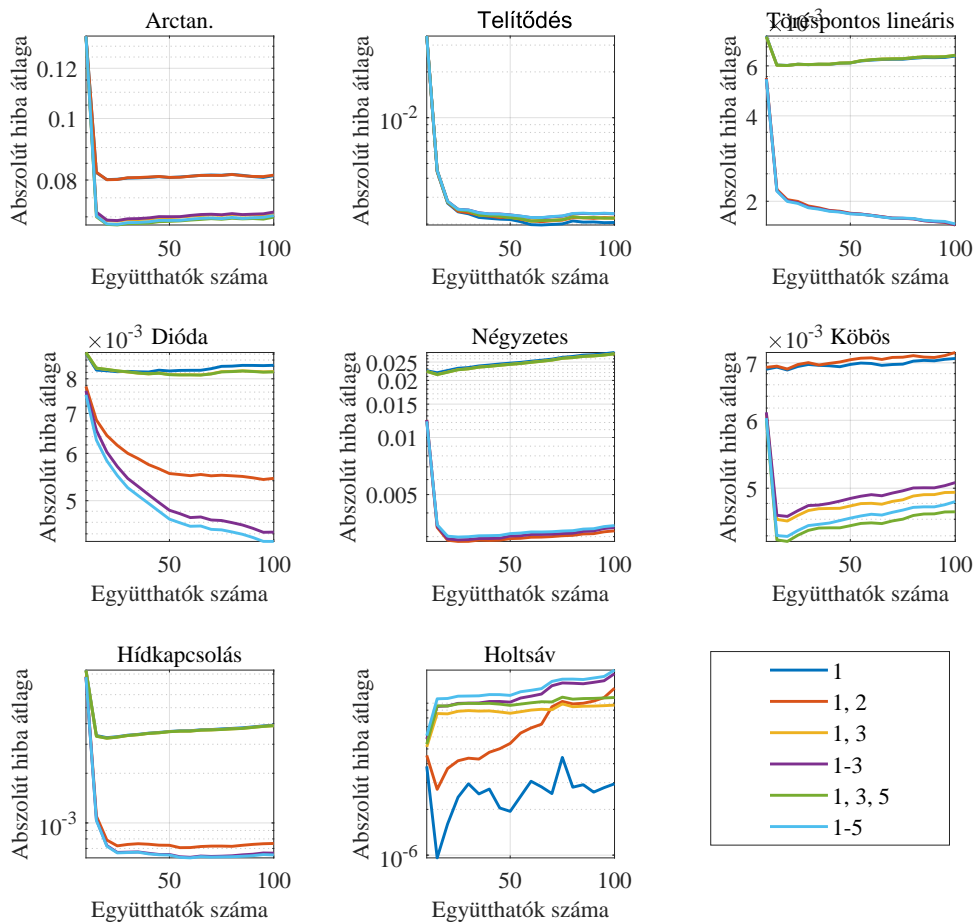 Arctan.
Abszolút hiba átlaga
0.12
0.1
0.08
50
100
Együtthatók száma
Telítődés
Abszolút hiba átlaga
10-2
50
100
Együtthatók száma
Töréspontos lineáris
×10-3
Abszolút hiba átlaga
6
4
2
50
100
Együtthatók száma
Dióda
×10-3
Abszolút hiba átlaga
8
7
6
5
50
100
Együtthatók száma
Négyzetes
Abszolút hiba átlaga
0.025
0.02
0.015
0.01
0.005
50
100
Együtthatók száma
Köbös
×10-3
Abszolút hiba átlaga
7
6
5
50
100
Együtthatók száma
Hídkapcsolás
Abszolút hiba átlaga
10-3
50
100
Együtthatók száma
Holtsáv
Abszolút hiba átlaga
10-6
50
100
Együtthatók száma
1
1, 2
1, 3
1-3
1, 3, 5
1-5